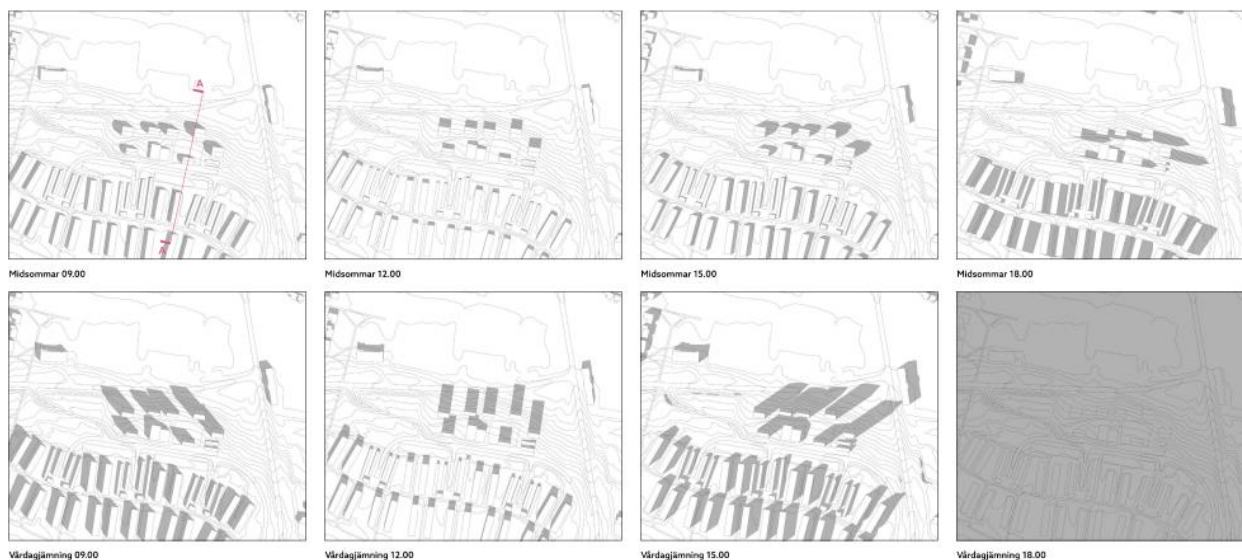 A
A
Midsommar 09.00
Midsommar 12.00
Midsommar 15.00
Midsommar 18.00
Vårdagjämning 09.00
Vårdagjämning 12.00
Vårdagjämning 15.00
Vårdagjämning 18.00